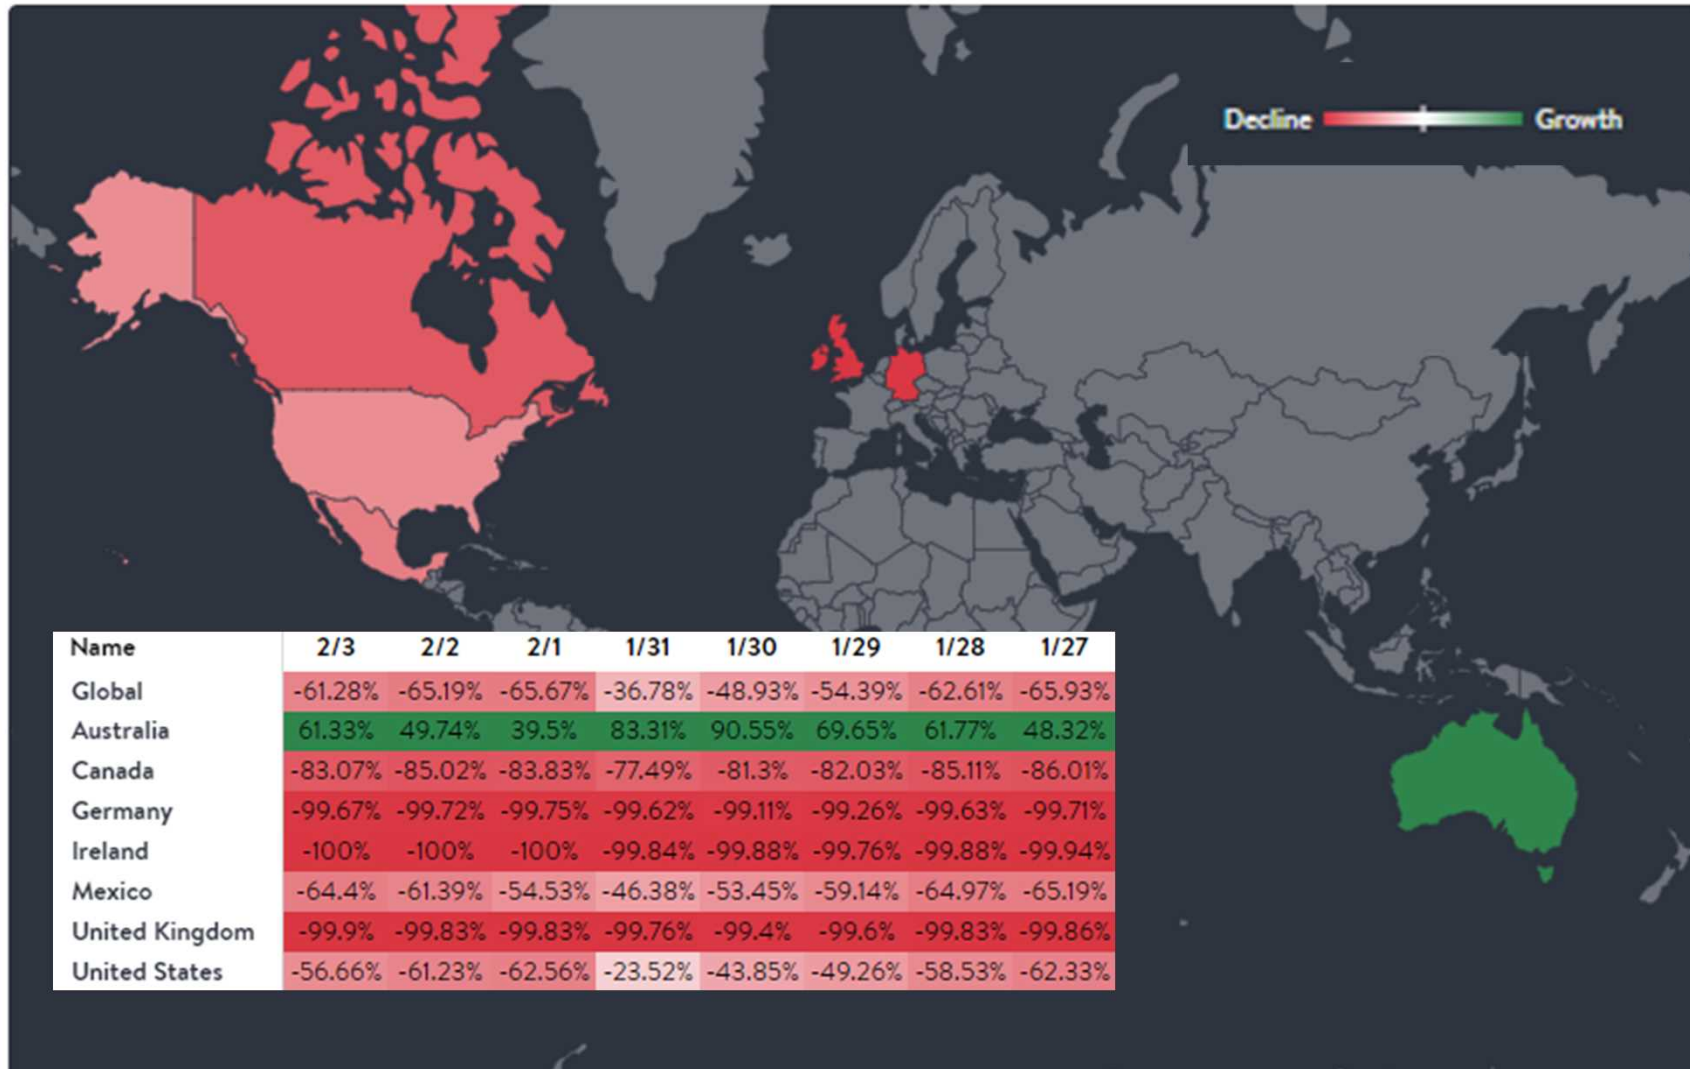 Decline Growth
Name 2/3 2/2 2/1 1/31 1/30 1/29 1/28 1/27
Global -61.28% -65.19% -65.67% -36.78% -48.93% -54.39% -62.61% -65.93%
Australia 61.33% 49.74% 39.5% 83.31% 90.55% 69.65% 61.77% 48.32%
Canada -83.07% -85.02% -83.83% -77.49% -81.3% -82.03% -85.11% -86.01%
Germany -99.67% -99.72% -99.75% -99.62% -99.11% -99.26% -99.63% -99.71%
Ireland -100% -100% -100% -99.84% -99.88% -99.76% -99.88% -99.94%
Mexico -64.4% -61.39% -54.53% -46.38% -53.45% -59.14% -64.97% -65.19%
United Kingdom -99.9% -99.83% -99.83% -99.76% -99.4% -99.6% -99.83% -99.86%
United States -56.66% -61.23% -62.56% -23.52% -43.85% -49.26% -58.53% -62.33%